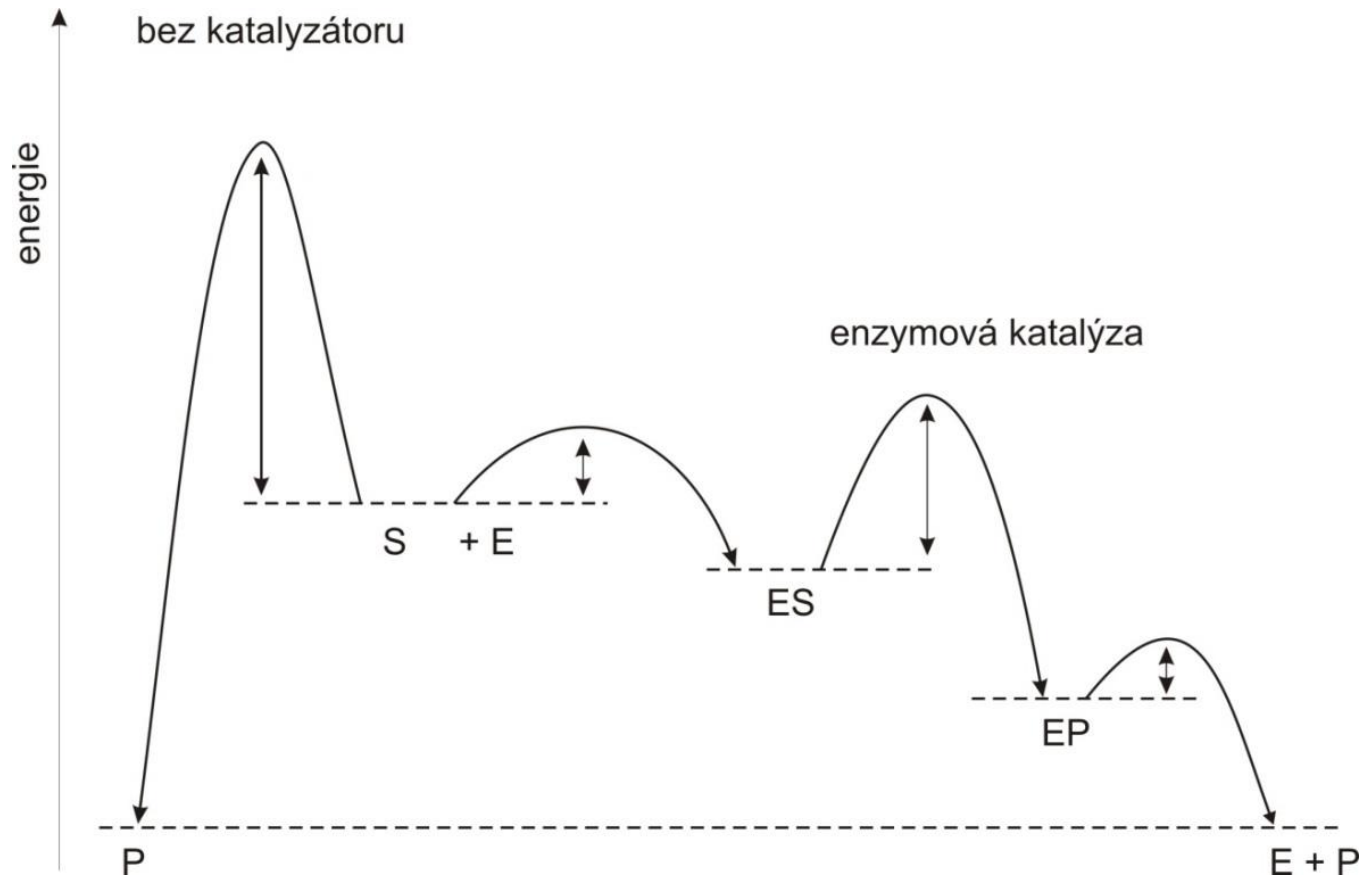 bez katalyzátoru
energie
enzymová katalýza
S + E
ES
EP
P
E + P